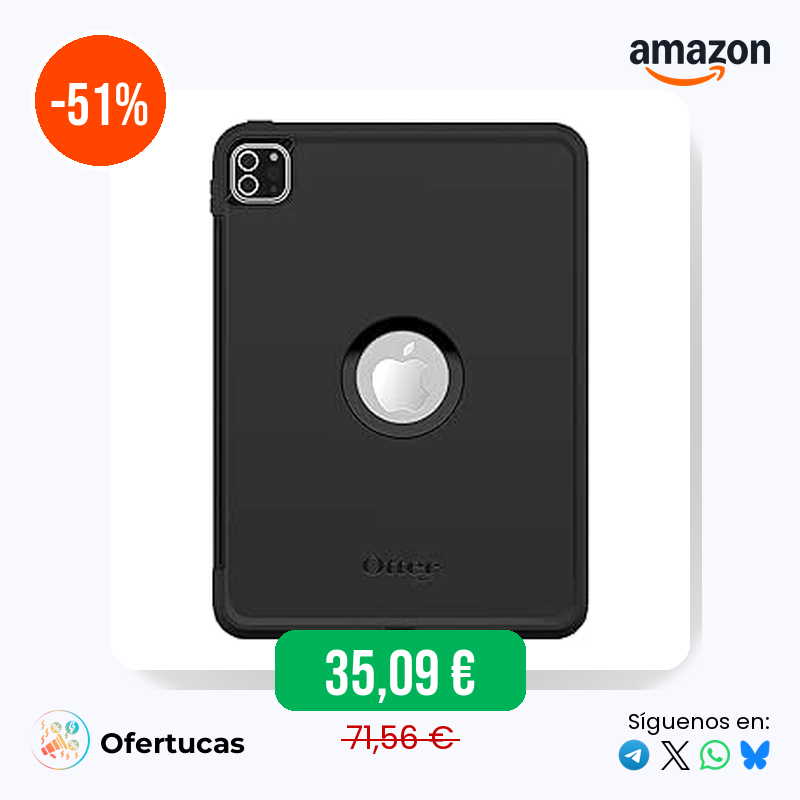 -51%
amazon
Otter
35,09 €
71,56 €
Ofertucas
Síguenos en: